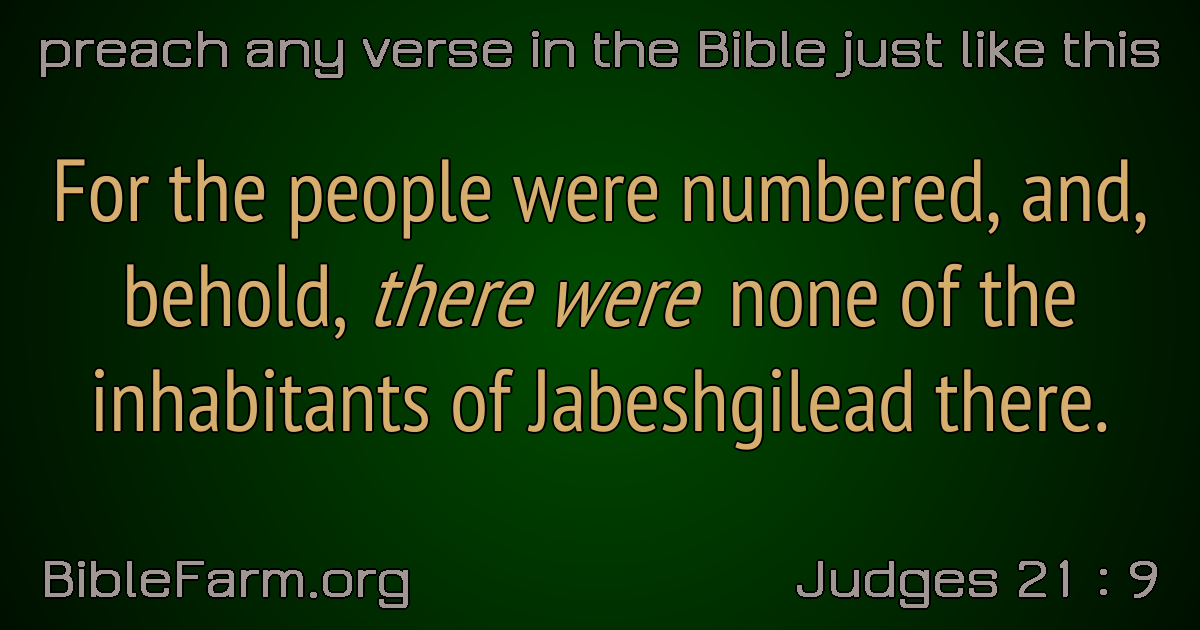 preach any verse in the Bible just like this
For the people were numbered, and,
behold, there were none of the
inhabitants of Jabeshgilead there.
BibleFarm.org
Judges 21 : 9